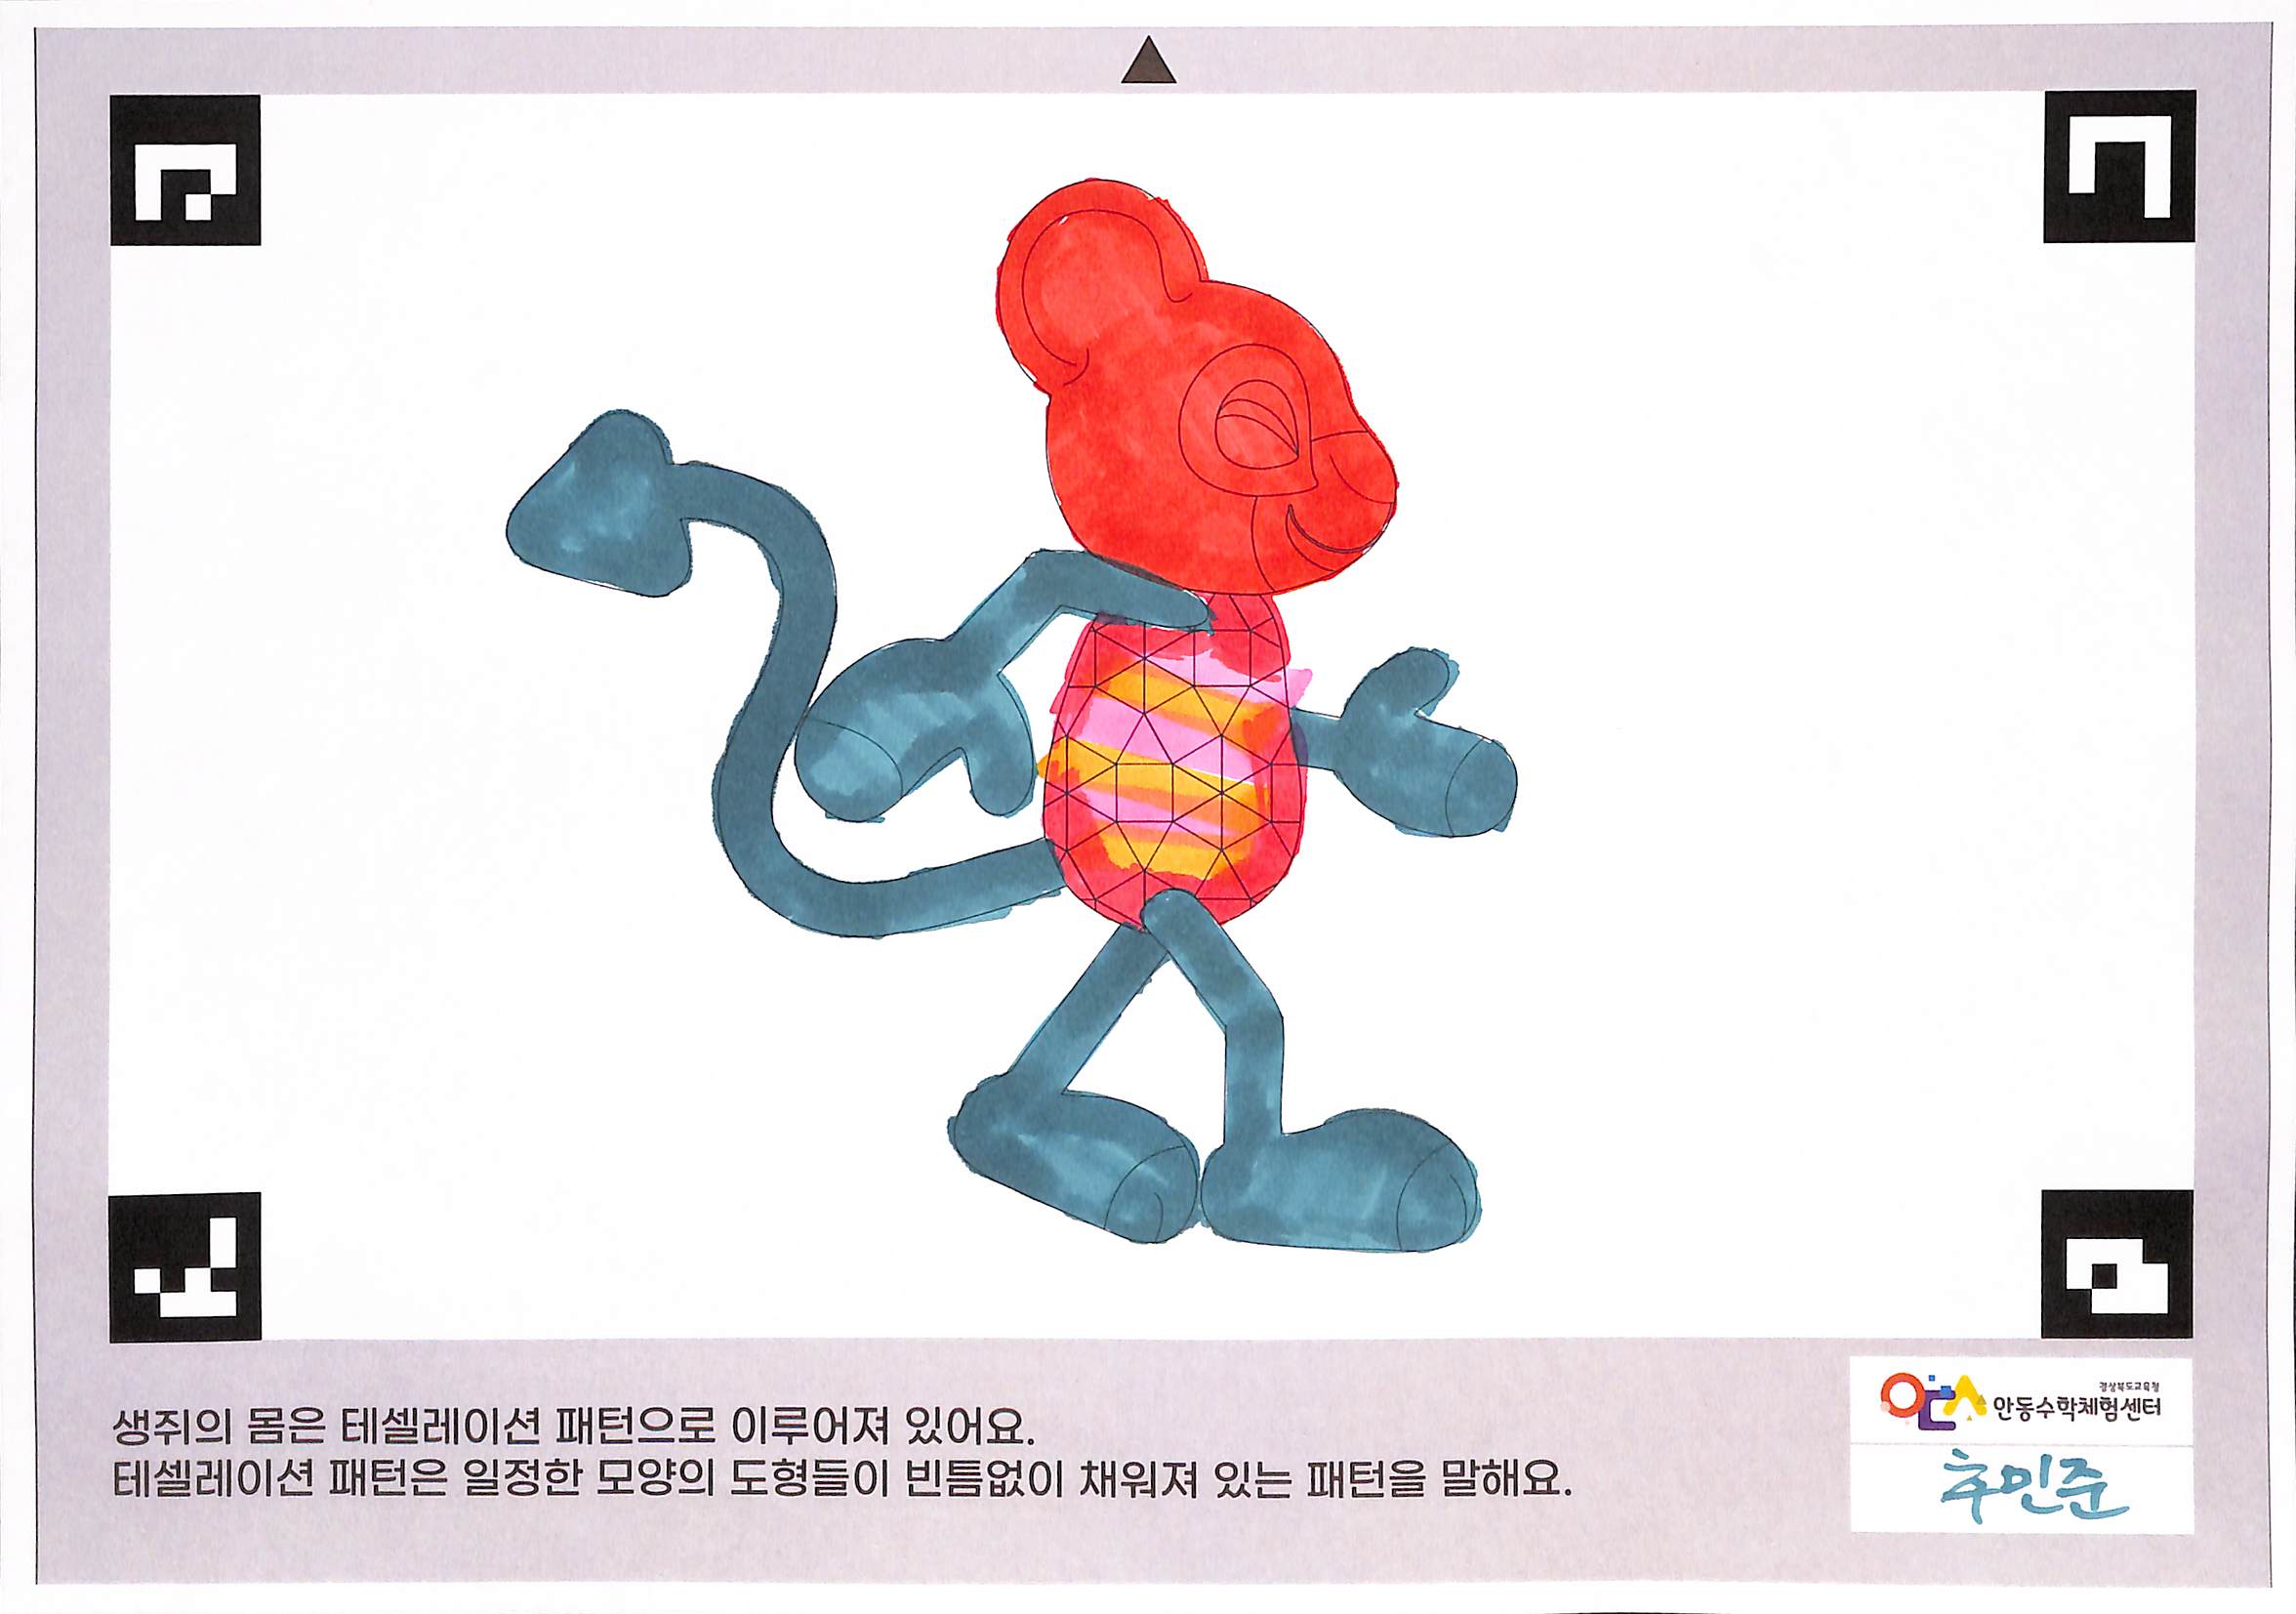 생쥐의 몸은 테셀레이션 패턴으로 이루어져 있어요.
테셀레이션 패턴은 일정한 모양의 도형들이 빈틈없이 채워져 있는 패턴을 말해요.
경상북도교육청
안동수학체험센터
추민준